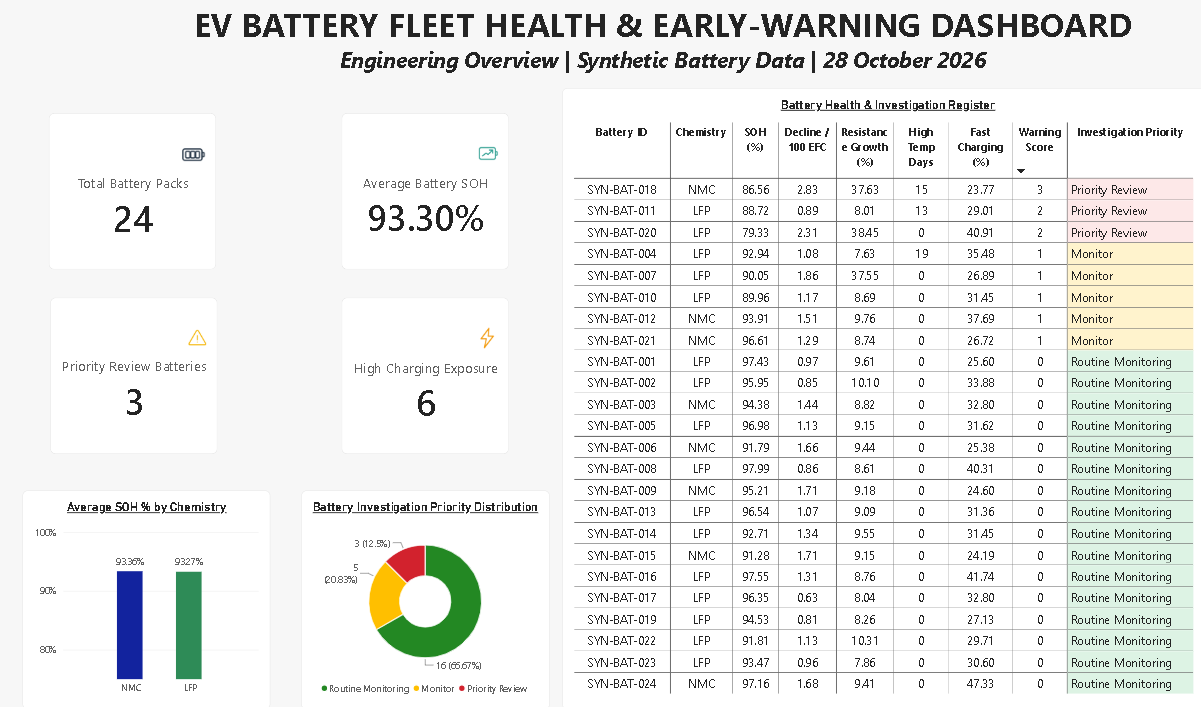 EV BATTERY FLEET HEALTH & EARLY-WARNING DASHBOARD
Engineering Overview | Synthetic Battery Data | 28 October 2026
Total Battery Packs
24
Average Battery SOH
93.30%
Priority Review Batteries
3
High Charging Exposure
6
Average SOH % by Chemistry
100%
90%
80%
93.36%
93.27%
NMC
LFP
Battery Investigation Priority Distribution
3 (12.5%)
5
(20.83%)
16 (66.67%)
Routine Monitoring Monitor Priority Review
Battery Health & Investigation Register
Battery ID Chemistry SOH (%) Decline / 100 EFC Resistanc e Growth (%) High Temp Days Fast Charging (%) Warning Score Investigation Priority
SYN-BAT-018 NMC 86.56 2.83 37.63 15 23.77 3 Priority Review
SYN-BAT-011 LFP 88.72 0.89 8.01 13 29.01 2 Priority Review
SYN-BAT-020 LFP 79.33 2.31 38.45 0 40.91 2 Priority Review
SYN-BAT-004 LFP 92.94 1.08 7.63 19 35.48 1 Monitor
SYN-BAT-007 LFP 90.05 1.86 37.55 0 26.89 1 Monitor
SYN-BAT-010 LFP 89.96 1.17 8.69 0 31.45 1 Monitor
SYN-BAT-012 NMC 93.91 1.51 9.76 0 37.69 1 Monitor
SYN-BAT-021 NMC 96.61 1.29 8.74 0 26.72 1 Monitor
SYN-BAT-001 LFP 97.43 0.97 9.61 0 25.60 0 Routine Monitoring
SYN-BAT-002 LFP 95.95 0.85 10.10 0 33.88 0 Routine Monitoring
SYN-BAT-003 NMC 94.38 1.44 8.82 0 32.80 0 Routine Monitoring
SYN-BAT-005 LFP 96.98 1.13 9.15 0 31.62 0 Routine Monitoring
SYN-BAT-006 NMC 91.79 1.66 9.44 0 25.38 0 Routine Monitoring
SYN-BAT-008 LFP 97.99 0.86 8.61 0 40.31 0 Routine Monitoring
SYN-BAT-009 NMC 95.21 1.71 9.18 0 24.60 0 Routine Monitoring
SYN-BAT-013 LFP 96.54 1.07 9.09 0 31.36 0 Routine Monitoring
SYN-BAT-014 LFP 92.71 1.34 9.55 0 31.45 0 Routine Monitoring
SYN-BAT-015 NMC 91.28 1.71 9.15 0 24.19 0 Routine Monitoring
SYN-BAT-016 LFP 97.55 1.31 8.76 0 41.74 0 Routine Monitoring
SYN-BAT-017 LFP 96.35 0.63 8.04 0 32.80 0 Routine Monitoring
SYN-BAT-019 LFP 94.53 0.81 8.26 0 27.13 0 Routine Monitoring
SYN-BAT-022 LFP 91.81 1.13 10.31 0 29.71 0 Routine Monitoring
SYN-BAT-023 LFP 93.47 0.96 7.86 0 30.60 0 Routine Monitoring
SYN-BAT-024 NMC 97.16 1.68 9.41 0 47.33 0 Routine Monitoring